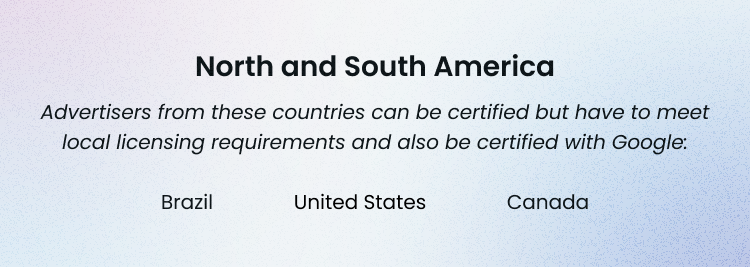 North and South America
Advertisers from these countries can be certified but have to meet
local licensing requirements and also be certified with Google:
Brazil United States Canada